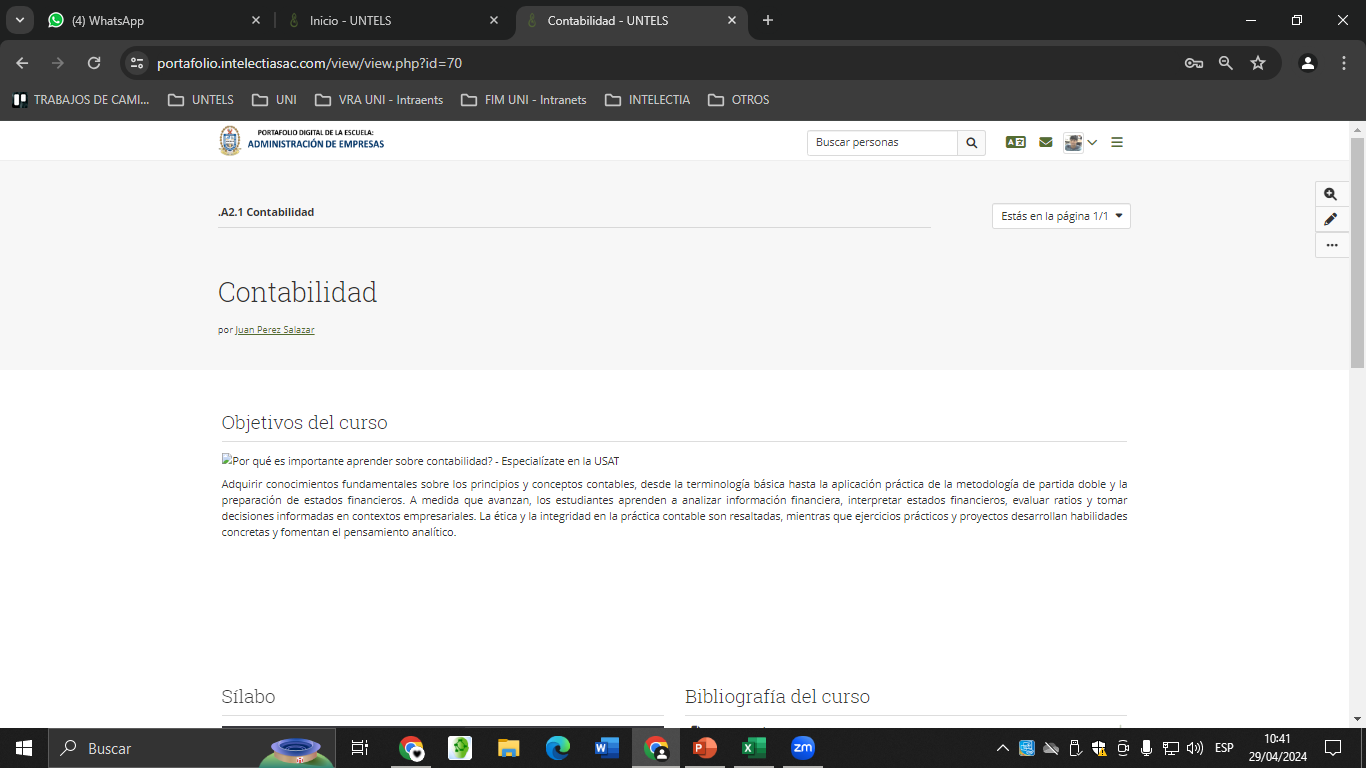 (4) WhatsApp
Inicio - UNTELS
Contabilidad - UNTELS
portafolio.intelectiasac.com/view/view.php?id=70
TRABAJOS DE CAMI...
UNTELS
UNI
VRA UNI - Intraents
FIM UNI - Intranets
INTELECTIA
OTROS
PORTAFOLIO DIGITAL DE LA ESCUELA:
ADMINISTRACIÓN DE EMPRESAS
Buscar personas
.A2.1 Contabilidad
Estás en la página 1/1
Contabilidad
por Juan Perez Salazar
Objetivos del curso
Por qué es importante aprender sobre contabilidad? - Especialízate en la USAT
Adquirir conocimientos fundamentales sobre los principios y conceptos contables, desde la terminología básica hasta la aplicación práctica de la metodología de partida doble y la
preparación de estados financieros. A medida que avanzan, los estudiantes aprenden a analizar información financiera, interpretar estados financieros, evaluar ratios y tomar
decisiones informadas en contextos empresariales. La ética y la integridad en la práctica contable son resaltadas, mientras que ejercicios prácticos y proyectos desarrollan habilidades
concretas y fomentan el pensamiento analítico.
Sílabo
Bibliografía del curso
Buscar
zm
ESP
10:41
29/04/2024